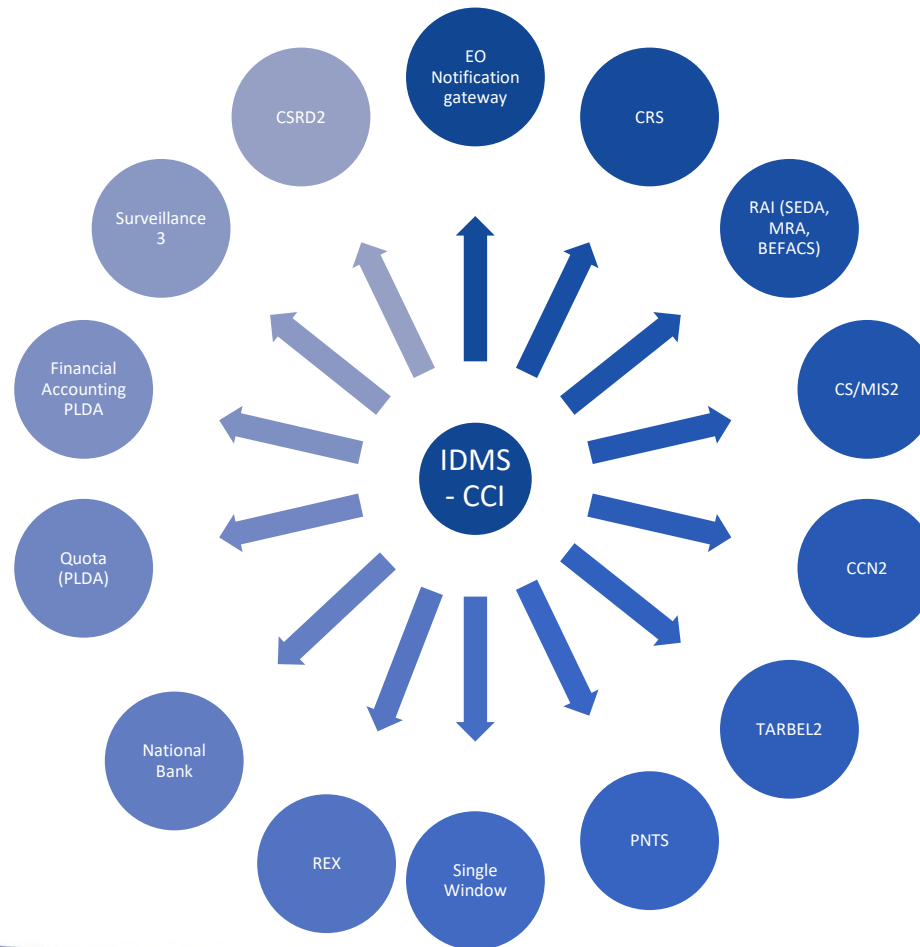 EO
Notification
gateway
CRS
RAI (SEDA,
MRA,
BEFACS)
CS/MIS2
CCN2
TARBEL2
PNTS
Single
Window
REX
National
Bank
Quota
(PLDA)
Financial
Accounting
PLDA
Surveillance
3
CSRD2
IDMS
- CCI